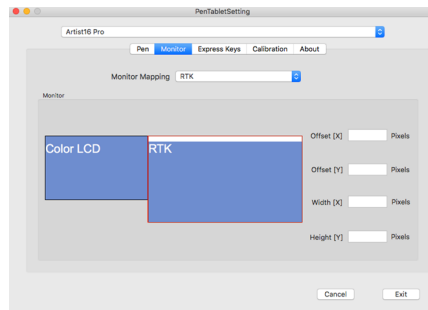 PenTabletSetting
Artist16 Pro
Pen Monitor Express Keys Calibration About
Monitor Mapping RTK
Monitor
Color LCD RTK
Offset [X] Pixels
Offset [Y] Pixels
Width [X] Pixels
Height [Y] Pixels
Cancel Exit